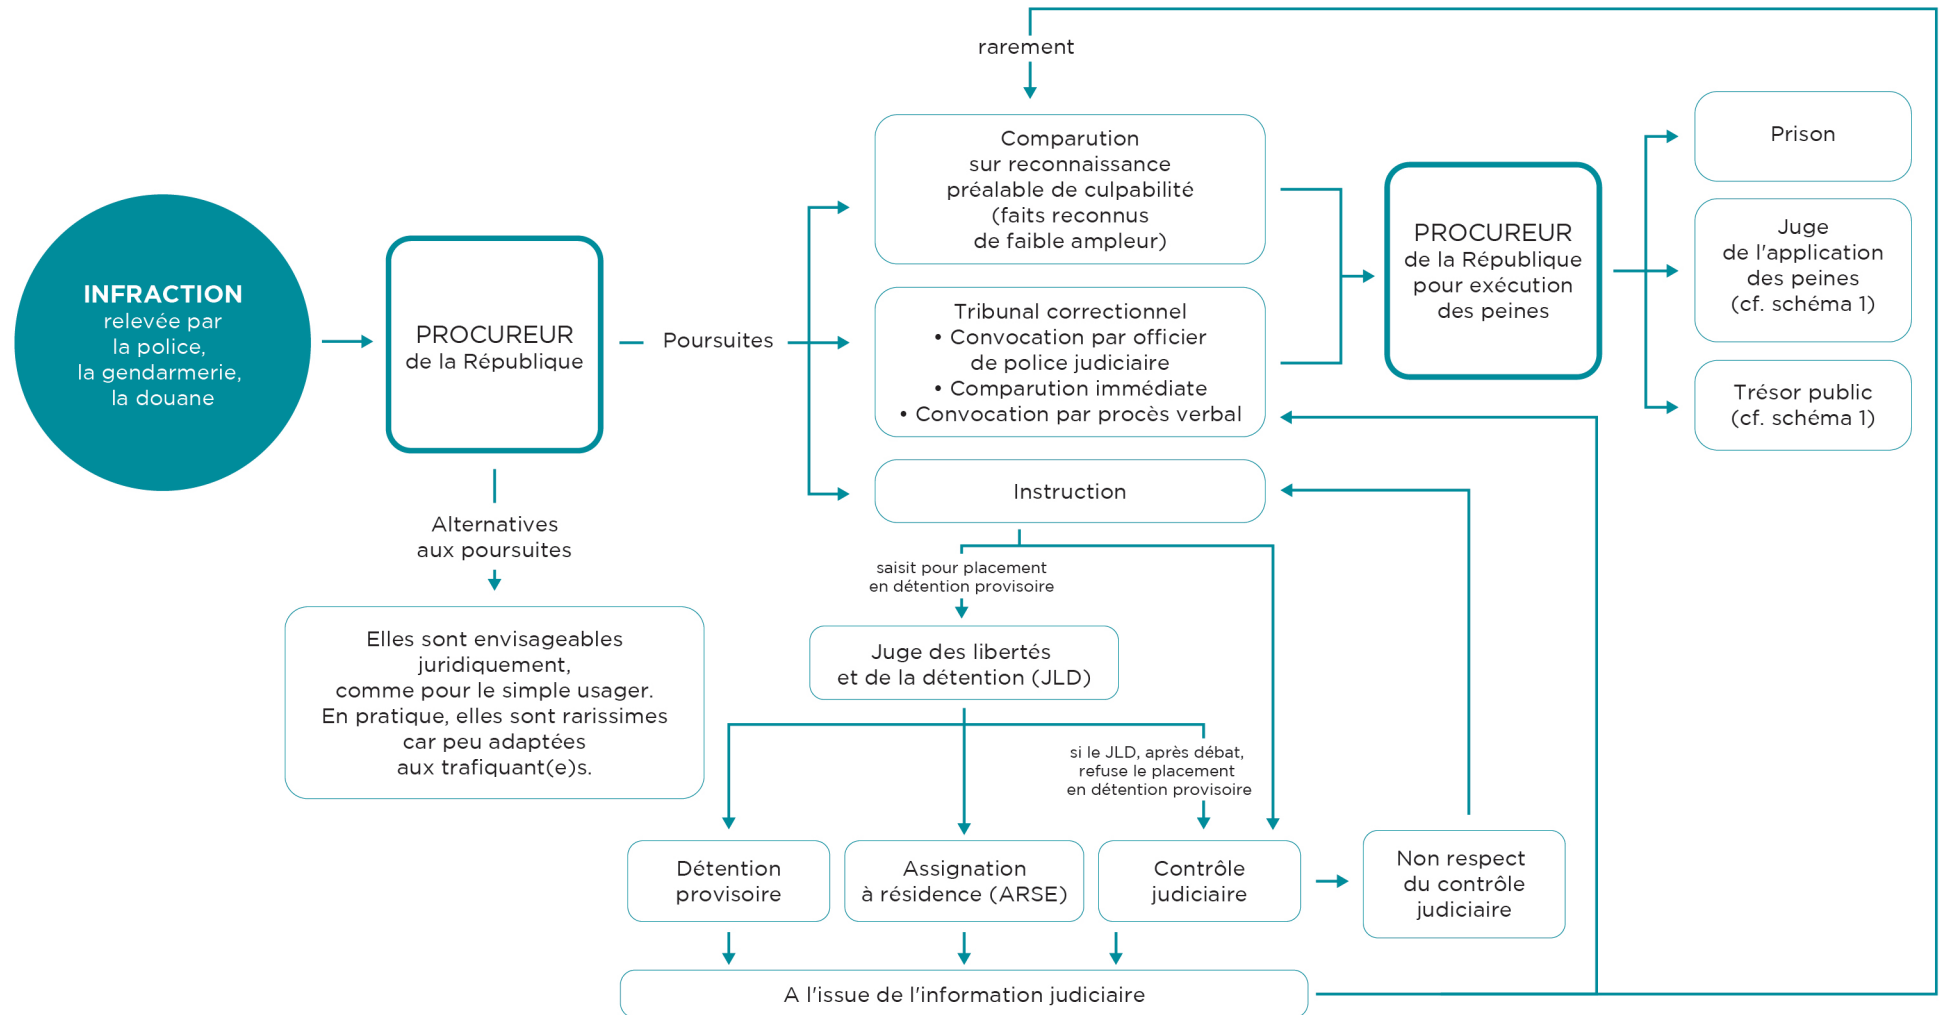 INFRACTION
relevée par
la police,
la gendarmerie,
la douane
PROCUREUR
de la République
Alternatives
aux poursuites
Elles sont envisageables
juridiquement,
comme pour le simple usager.
En pratique, elles sont rarissimes
car peu adaptées
aux trafiquant(e)s.
Poursuites
rarement
Comparution
sur reconnaissance
préalable de culpabilité
(faits reconnus
de faible ampleur)
Tribunal correctionnel
• Convocation par officier
de police judiciaire
• Comparution immédiate
• Convocation par procès verbal
Instruction
PROCUREUR
de la République
pour exécution
des peines
Prison
Juge
de l'application
des peines
(cf. schéma 1)
Trésor public
(cf. schéma 1)
saisit pour placement
en détention provisoire
Juge des libertés
et de la détention (JLD)
si le JLD, après débat,
refuse le placement
en détention provisoire
Détention
provisoire
Assignation
à résidence (ARSE)
Contrôle
judiciaire
Non respect
du contrôle
judiciaire
A l'issue de l'information judiciaire